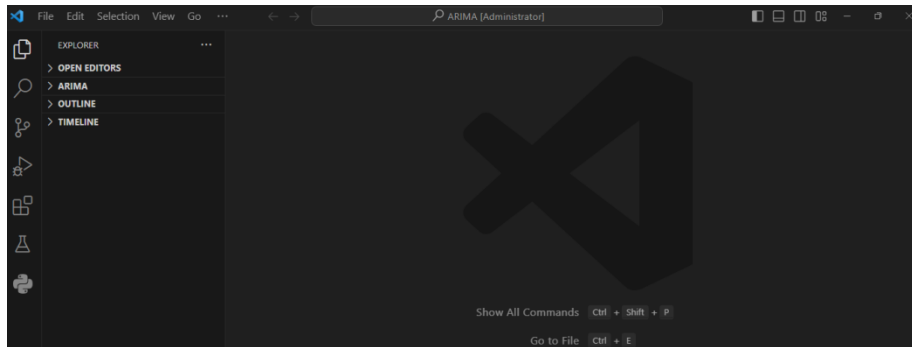 File Edit Selection View Go ···
ARIMA [Administrator]
EXPLORER ···
OPEN EDITORS
ARIMA
OUTLINE
TIMELINE
Show All Commands Ctrl + Shift + P
Go to File Ctrl + E